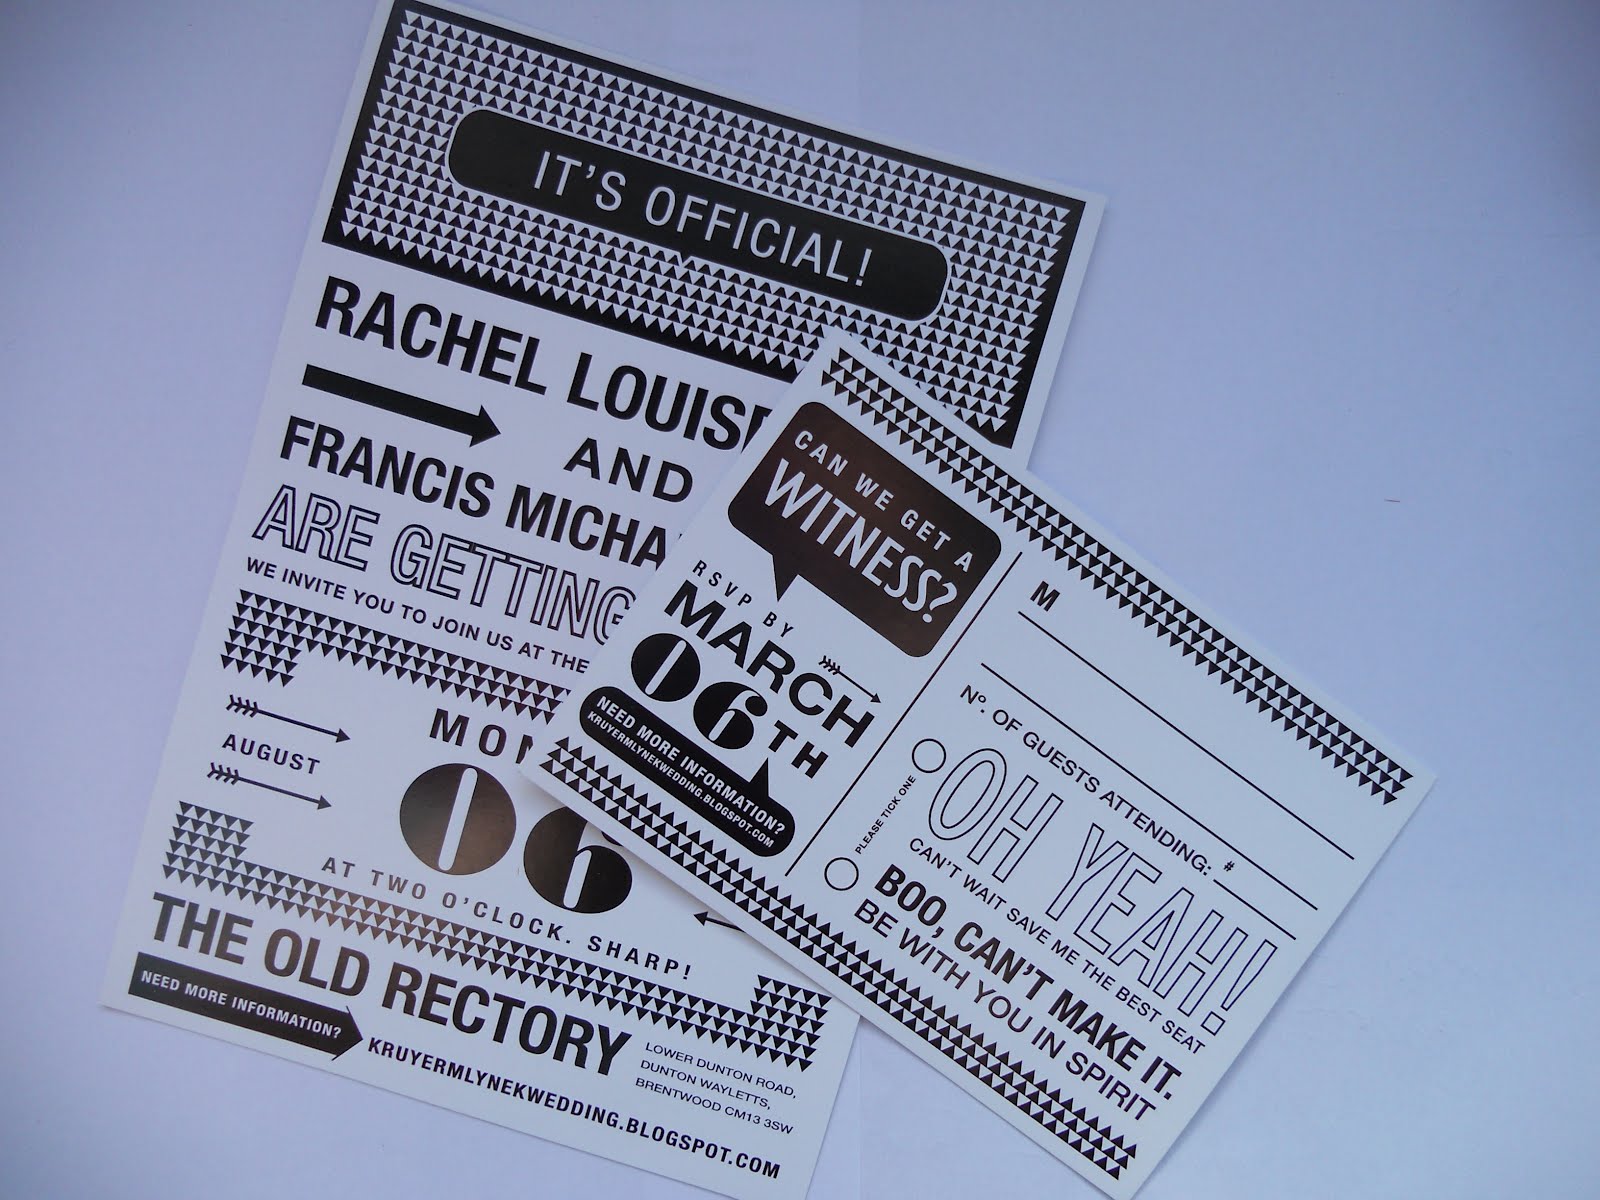 IT'S OFFICIAL!
RACHEL LOUISE
AND
FRANCIS MICHA
ARE GETTING
WE INVITE YOU TO JOIN US AT THE
MON
AUGUST
06
AT TWO O'CLOCK. SHARP!
THE OLD RECTORY
LOWER DUNTON ROAD,
DUNTON WAYLETTS,
BRENTWOOD CM13 3SW
NEED MORE INFORMATION?
KRUYERMLYNEKWEDDING.BLOGSPOT.COM
CAN WE GET A
WITNESS?
RSVP BY
MARCH
06TH
NEED MORE INFORMATION?
KRUYERMLYNEKWEDDING.BLOGSPOT.COM
M
Nº. OF GUESTS ATTENDING: #
PLEASE TICK ONE
OH YEAH!
CAN'T WAIT SAVE ME THE BEST SEAT
BOO, CAN'T MAKE IT.
BE WITH YOU IN SPIRIT